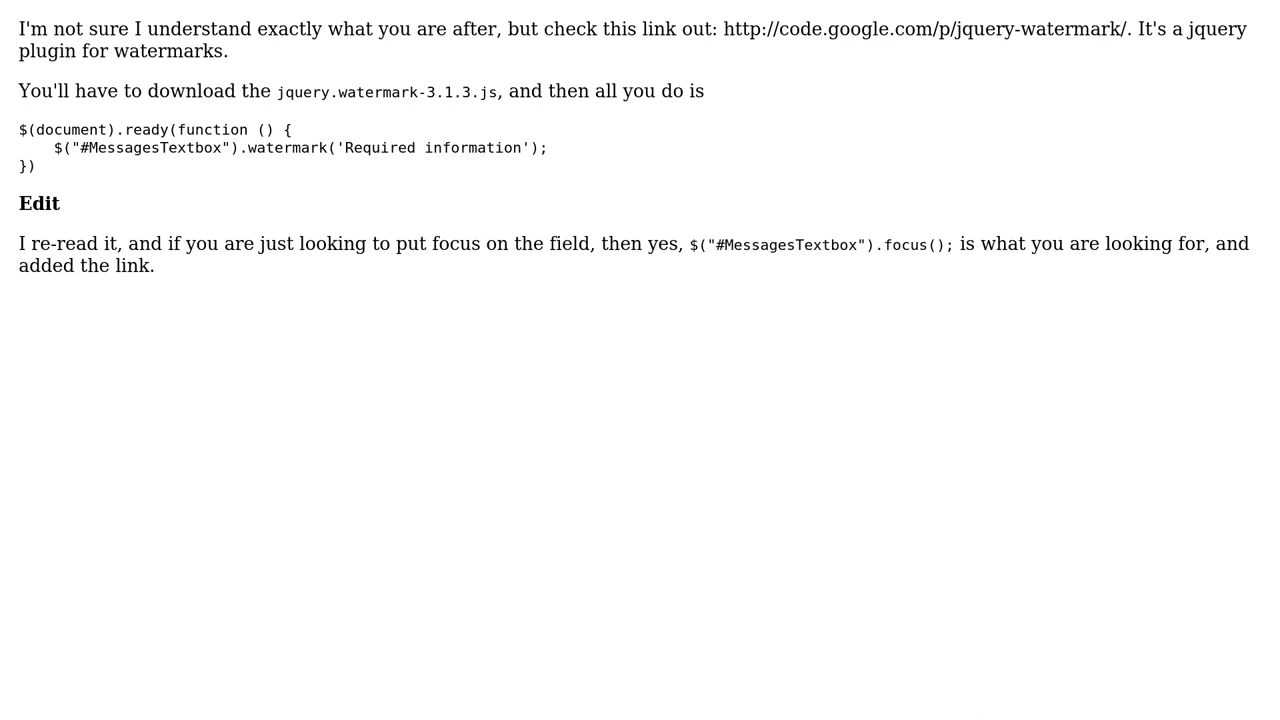 I'm not sure I understand exactly what you are after, but check this link out: http://code.google.com/p/jquery-watermark/. It's a jquery
plugin for watermarks.
You'll have to download the jquery.watermark-3.1.3.js, and then all you do is
$(document).ready(function () {
    $("#MessagesTextbox").watermark('Required information');
})
Edit
I re-read it, and if you are just looking to put focus on the field, then yes, $("#MessagesTextbox").focus(); is what you are looking for, and
added the link.